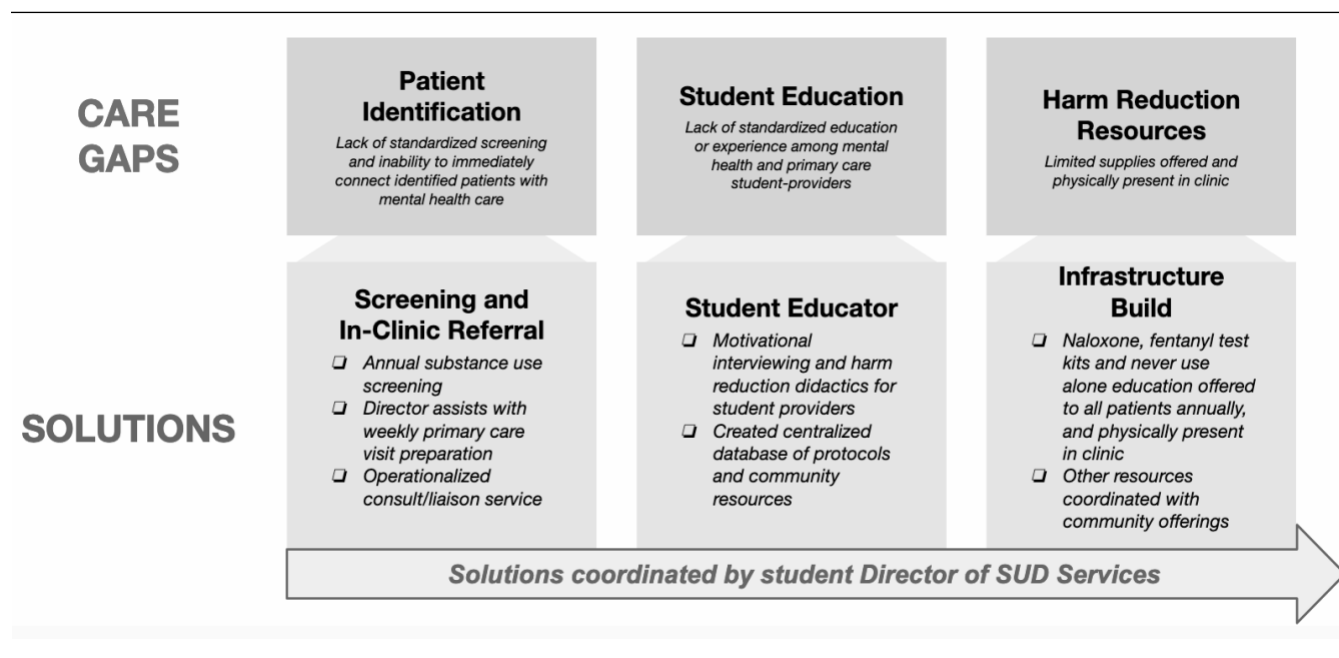 CARE
GAPS
Patient
Identification
Lack of standardized screening
and inability to immediately
connect identified patients with
mental health care
Student Education
Lack of standardized education
or experience among mental
health and primary care
student-providers
Harm Reduction
Resources
Limited supplies offered and
physically present in clinic
SOLUTIONS
Screening and
In-Clinic Referral
❏ Annual substance use
screening
❏ Director assists with
weekly primary care
visit preparation
❏ Operationalized
consult/liaison service
Student Educator
❏ Motivational
interviewing and harm
reduction didactics for
student providers
❏ Created centralized
database of protocols
and community
resources
Infrastructure
Build
❏ Naloxone, fentanyl test
kits and never use
alone education offered
to all patients annually,
and physically present
in clinic
❏ Other resources
coordinated with
community offerings
Solutions coordinated by student Director of SUD Services